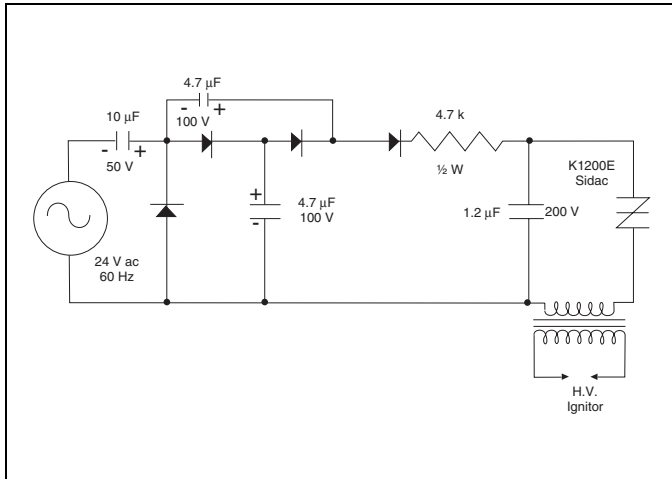 4.7 μF
- +
100 V
10 μF
- +
50 V
4.7 k
½ W
K1200E
Sidac
+
4.7 μF
100 V
-
1.2 μF
200 V
24 V ac
60 Hz
H.V.
Ignitor